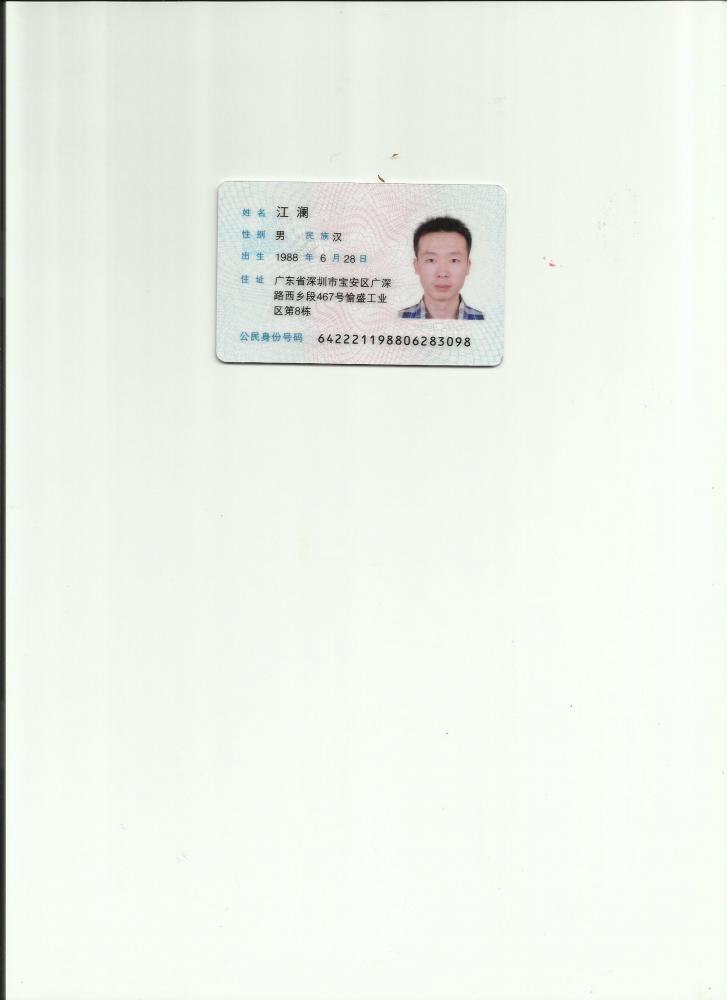 姓名 江澜
性别 男 民族 汉
出生 1988 年 6 月 28 日
住址 广东省深圳市宝安区广深
路西乡段467号愉盛工业
区第8栋
公民身份号码 642221198806283098